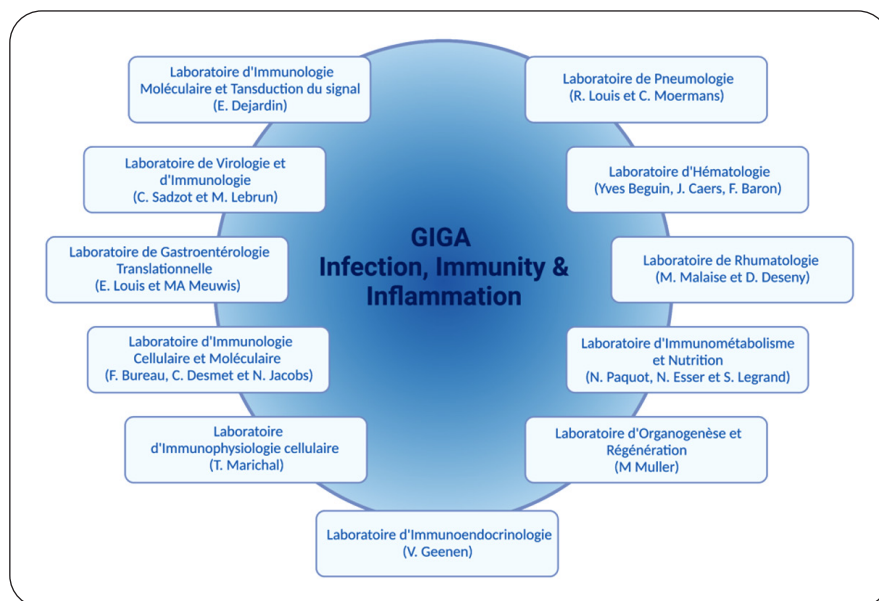 Laboratoire d'Immunologie
Moléculaire et Tansduction du signal
(E. Dejardin)
Laboratoire de Pneumologie
(R. Louis et C. Moermans)
Laboratoire de Virologie et
d'Immunologie
(C. Sadzot et M. Lebrun)
Laboratoire d'Hématologie
(Yves Beguin, J. Caers, F. Baron)
Laboratoire de Gastroentérologie
Translationnelle
(E. Louis et MA Meuwis)
GIGA
Infection, Immunity &
Inflammation
Laboratoire de Rhumatologie
(M. Malaise et D. Deseny)
Laboratoire d'Immunologie
Cellulaire et Moléculaire
(F. Bureau, C. Desmet et N. Jacobs)
Laboratoire d'Immunométabolisme
et Nutrition
(N. Paquot, N. Esser et S. Legrand)
Laboratoire
d'Immunophysiologie cellulaire
(T. Marichal)
Laboratoire d'Organogenèse et
Régénération
(M Muller)
Laboratoire d'Immunoendocrinologie
(V. Geenen)